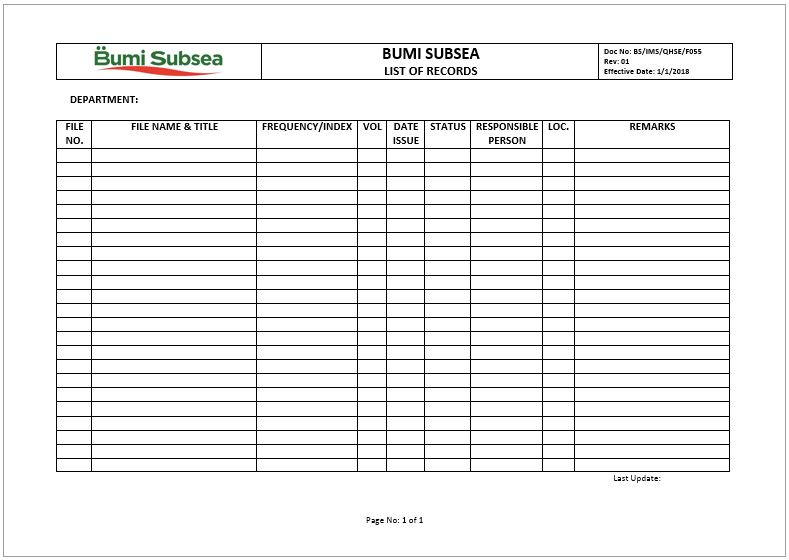 Bumi Subsea
BUMI SUBSEA
LIST OF RECORDS
Doc No: BS/IMS/QHSE/F055
Rev: 01
Effective Date: 1/1/2018
DEPARTMENT:
FILE NO.
FILE NAME & TITLE
FREQUENCY/INDEX
VOL
DATE ISSUE
STATUS
RESPONSIBLE PERSON
LOC.
REMARKS
Last Update:
Page No: 1 of 1